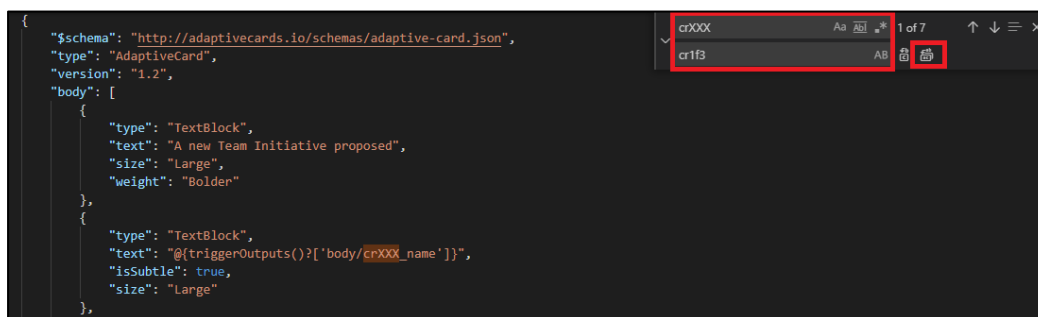 {
"$schema": "http://adaptivecards.io/schemas/adaptive-card.json",
"type": "AdaptiveCard",
"version": "1.2",
"body": [
{
"type": "TextBlock",
"text": "A new Team Initiative proposed",
"size": "Large",
"weight": "Bolder"
},
{
"type": "TextBlock",
"text": "@{triggerOutputs()?['body/crXXX_name']}",
"isSubtle": true,
"size": "Large"
},
crXXX Aa Abl .* 1 of 7
cr1f3 AB